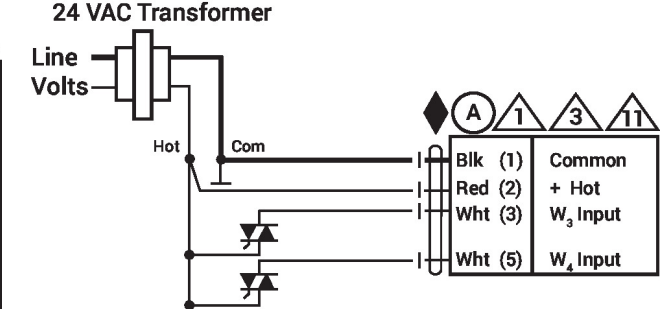 24 VAC Transformer
Line
Volts
Hot
Com
A
1
3
11
Blk (1) Common
Red (2) + Hot
Wht (3) W3 Input
Wht (5) W4 Input